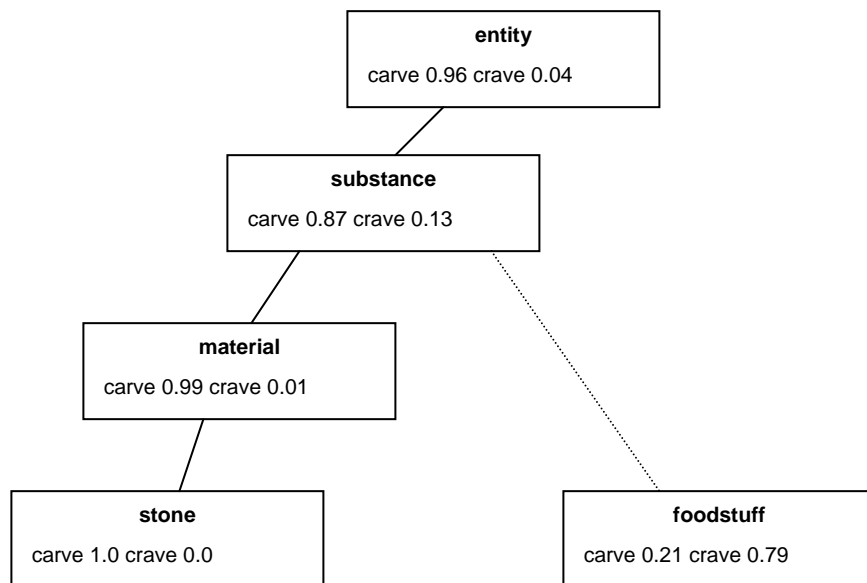 entity
carve 0.96 crave 0.04
substance
carve 0.87 crave 0.13
material
carve 0.99 crave 0.01
stone
carve 1.0 crave 0.0
foodstuff
carve 0.21 crave 0.79